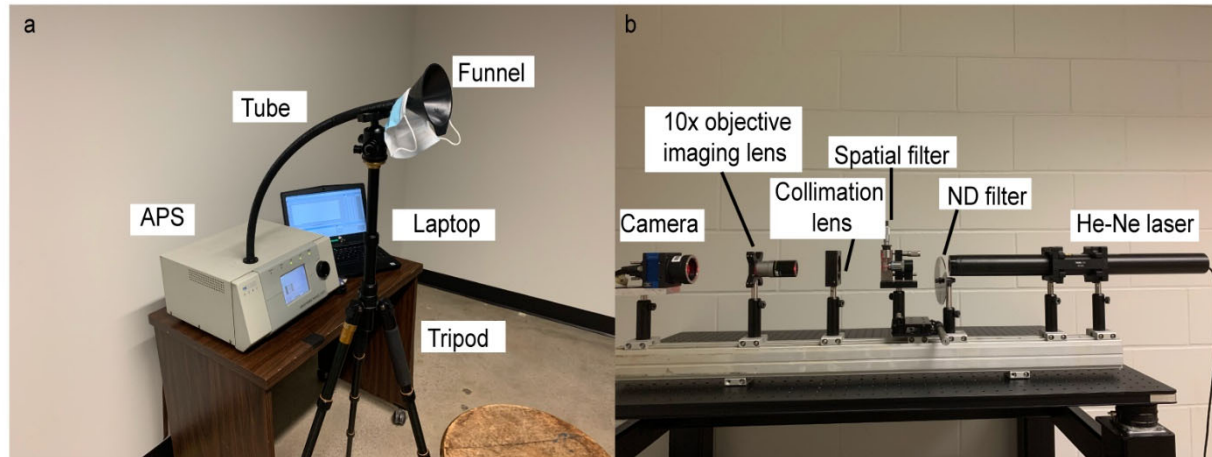 a
Funnel
Tube
APS
Laptop
Tripod
b
10x objective
imaging lens
Spatial filter
Collimation
lens
ND filter
Camera
He-Ne laser